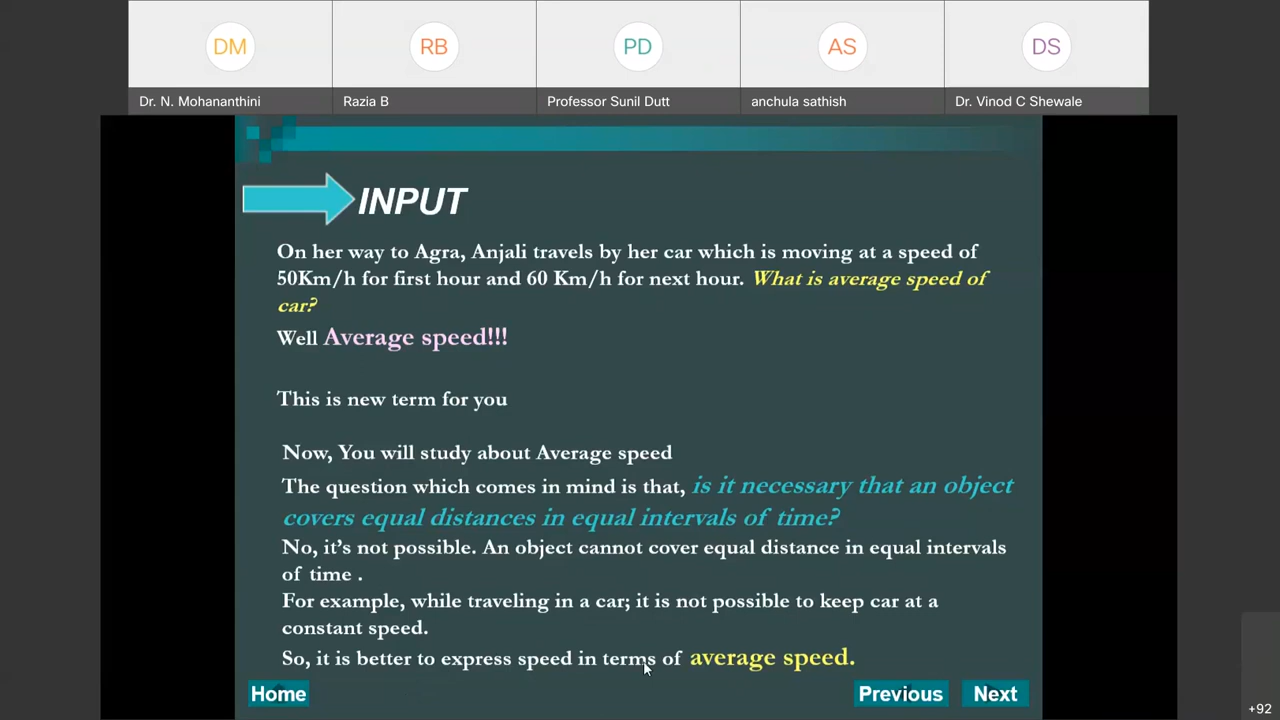 DM
RB
PD
AS
DS
Dr. N. Mohananthini
Razia B
Professor Sunil Dutt
anchula sathish
Dr. Vinod C Shewale
INPUT
On her way to Agra, Anjali travels by her car which is moving at a speed of
50Km/h for first hour and 60 Km/h for next hour. What is average speed of
car?
Well Average speed!!!
This is new term for you
Now, You will study about Average speed
The question which comes in mind is that, is it necessary that an object
covers equal distances in equal intervals of time?
No, it's not possible. An object cannot cover equal distance in equal intervals
of time .
For example, while traveling in a car; it is not possible to keep car at a
constant speed.
So, it is better to express speed in terms of average speed.
Home
Previous
Next
+92